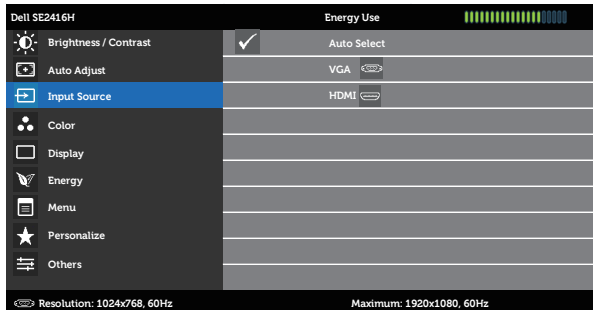 Dell SE2416H Energy Use
Brightness / Contrast Auto Select
Auto Adjust VGA
Input Source HDMI
Color
Display
Energy
Menu
Personalize
Others
Resolution: 1024x768, 60Hz Maximum: 1920x1080, 60Hz